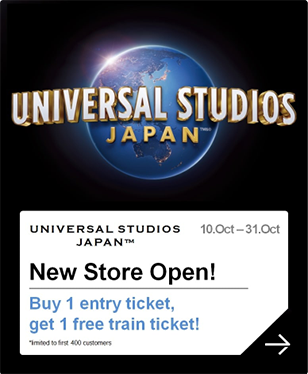 UNIVERSAL STUDIOS
JAPAN™
UNIVERSAL STUDIOS
JAPAN™
10.Oct – 31.Oct
New Store Open!
Buy 1 entry ticket,
get 1 free train ticket!
*limited to first 400 customers